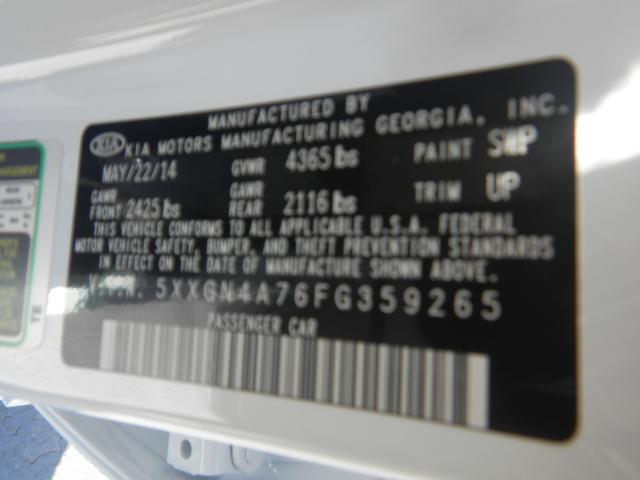 MANUFACTURED BY
KIA KIA MOTORS MANUFACTURING GEORGIA, INC.
MAY/22/14 GVWR 4365 lbs PAINT SWP
GAWR FRONT 2425 lbs GAWR REAR 2116 lbs TRIM UP
THIS VEHICLE CONFORMS TO ALL APPLICABLE U.S.A. FEDERAL
MOTOR VEHICLE SAFETY, BUMPER, AND THEFT PREVENTION STANDARDS
IN EFFECT ON THE DATE OF MANUFACTURE SHOWN ABOVE.
V.I.N. 5XXGN4A76FG359265
PASSENGER CAR